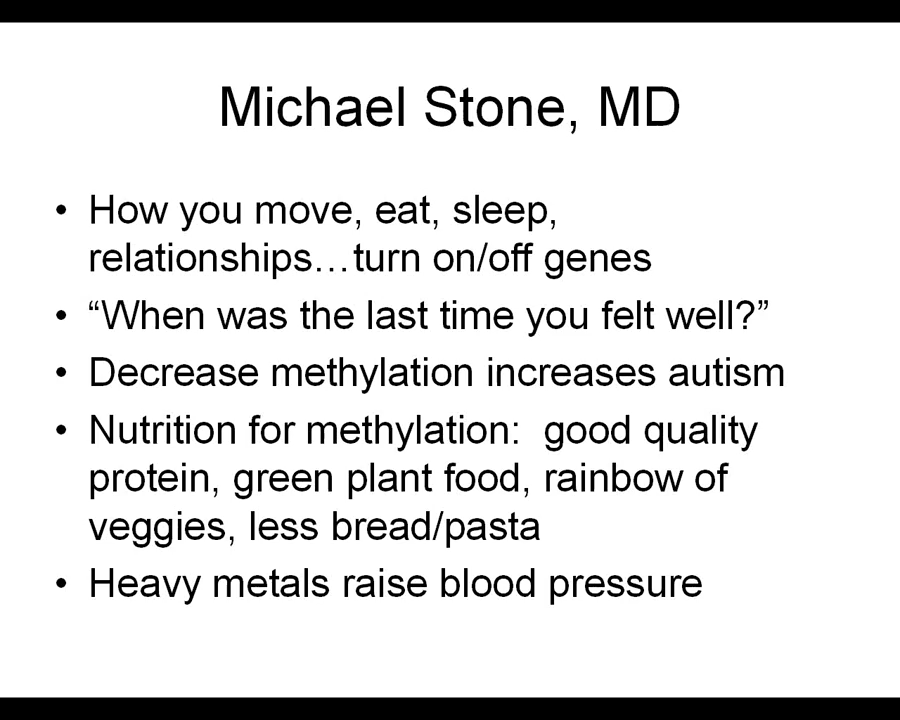 Michael Stone, MD
• How you move, eat, sleep,
relationships…turn on/off genes
• “When was the last time you felt well?”
• Decrease methylation increases autism
• Nutrition for methylation:  good quality
protein, green plant food, rainbow of
veggies, less bread/pasta
• Heavy metals raise blood pressure